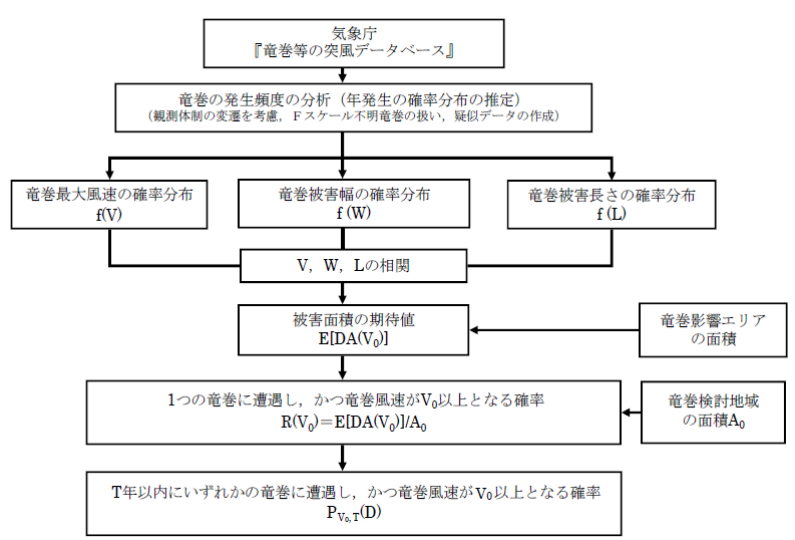 気象庁
『竜巻等の突風データベース』
竜巻の発生頻度の分析（年発生の確率分布の推定）
（観測体制の変遷を考慮，Ｆスケール不明竜巻の扱い，疑似データの作成）
竜巻最大風速の確率分布
f(V)
竜巻被害幅の確率分布
f (W)
竜巻被害長さの確率分布
f (L)
V，W，Lの相関
被害面積の期待値
E[DA(V₀)]
竜巻影響エリア
の面積
1つの竜巻に遭遇し，かつ竜巻風速がV₀以上となる確率
R(V₀)＝E[DA(V₀)]/A₀
竜巻検討地域
の面積A₀
T年以内にいずれかの竜巻に遭遇し，かつ竜巻風速がV₀以上となる確率
P_{V₀,T}(D)